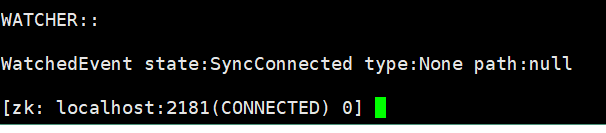 WATCHER::
WatchedEvent state:SyncConnected type:None path:null
[zk: localhost:2181(CONNECTED) 0]